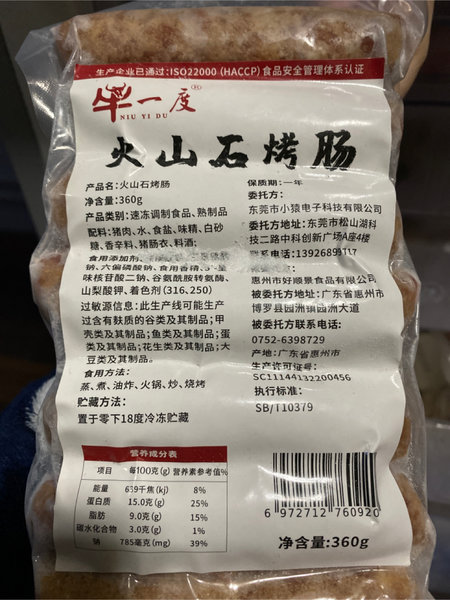 生产企业已通过:ISO22000 (HACCP) 食品安全管理体系认证
牛一度®
NIU YI DU
火山石烤肠
产品名称:火山石烤肠
净含量:360g
产品类别:速冻调制食品、熟制品
配料:猪肉、水、食盐、味精、白砂
糖、香辛料、猪肠衣、料酒;
食用添加剂
钠、六偏磷酸钠、食用香精、
味核苷酸二钠、谷氨酰胺转氨酶、
山梨酸钾、着色剂 (316,250)
过敏源信息:此生产线可能生产
过含有麸质的谷类及其制品;甲
壳类及其制品;鱼类及其制品;蛋
类及其制品;花生类及其制品;大
豆类及其制品。
食用方法:
蒸、煮、油炸、火锅、炒、烧烤
贮藏方法:
置于零下18度冷冻贮藏
保质期:一年
委托方:
东莞市小猿电子科技有限公司
委托方地址:东莞市松山湖科
技二路中科创新广场A座4楼
联系电话:1392689
惠州市好顺景食品有限公司
被委托方地址:广东省惠州市
博罗县园洲镇园洲大道
被委托方联系电话:
0752-6398729
产地:广东省惠州市
生产许可证号:
SC11144132200456
执行标准:
SB/T10379
营养成分表
项目 每100克(g) 营养素参考值%
能量 639千焦(kj) 8%
蛋白质 15.0克(g) 25%
脂肪 9.0克(g) 15%
碳水化合物 3.0克(g) 1%
钠 785毫克(mg) 39%
6 972712 760920
净含量:360g